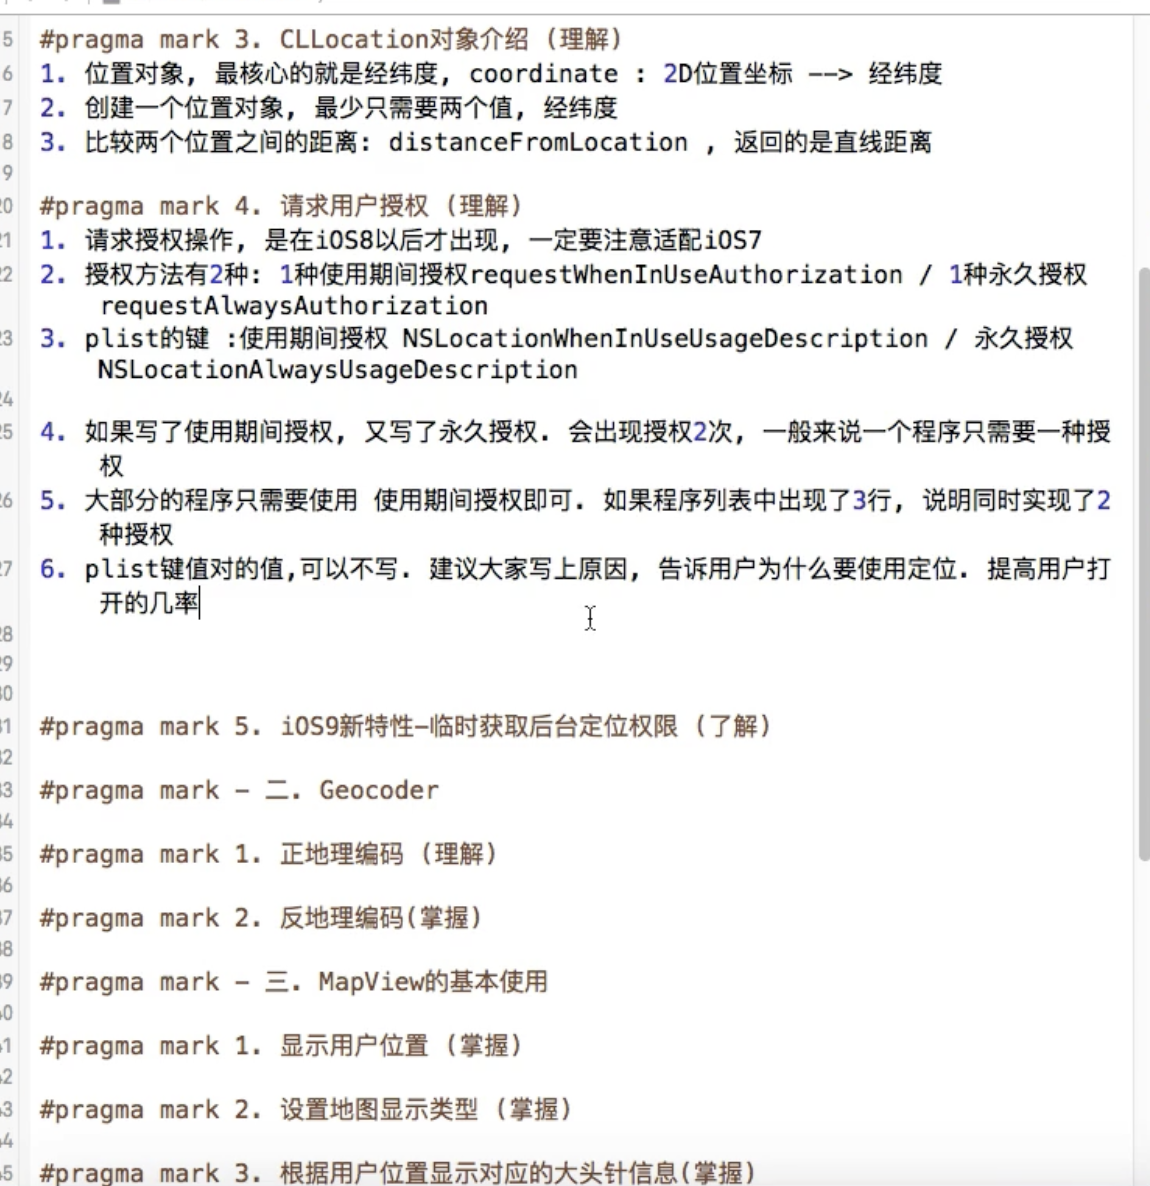 5 #pragma mark 3. CLLocation对象介绍 (理解)
6 1. 位置对象, 最核心的就是经纬度, coordinate : 2D位置坐标 --> 经纬度
7 2. 创建一个位置对象, 最少只需要两个值, 经纬度
8 3. 比较两个位置之间的距离: distanceFromLocation , 返回的是直线距离
9
20 #pragma mark 4. 请求用户授权 (理解)
21 1. 请求授权操作, 是在iOS8以后才出现, 一定要注意适配iOS7
22 2. 授权方法有2种: 1种使用期间授权requestWhenInUseAuthorization / 1种永久授权
requestAlwaysAuthorization
23 3. plist的键 :使用期间授权 NSLocationWhenInUseUsageDescription / 永久授权
NSLocationAlwaysUsageDescription
24
25 4. 如果写了使用期间授权, 又写了永久授权. 会出现授权2次, 一般来说一个程序只需要一种授
权
26 5. 大部分的程序只需要使用 使用期间授权即可. 如果程序列表中出现了3行, 说明同时实现了2
种授权
27 6. plist键值对的值,可以不写. 建议大家写上原因, 告诉用户为什么要使用定位. 提高用户打
开的几率
28
29
30
31 #pragma mark 5. iOS9新特性-临时获取后台定位权限 (了解)
32
33 #pragma mark - 二. Geocoder
34
35 #pragma mark 1. 正地理编码 (理解)
36
37 #pragma mark 2. 反地理编码(掌握)
38
39 #pragma mark - 三. MapView的基本使用
40
41 #pragma mark 1. 显示用户位置 (掌握)
42
43 #pragma mark 2. 设置地图显示类型 (掌握)
44
45 #pragma mark 3. 根据用户位置显示对应的大头针信息(掌握)